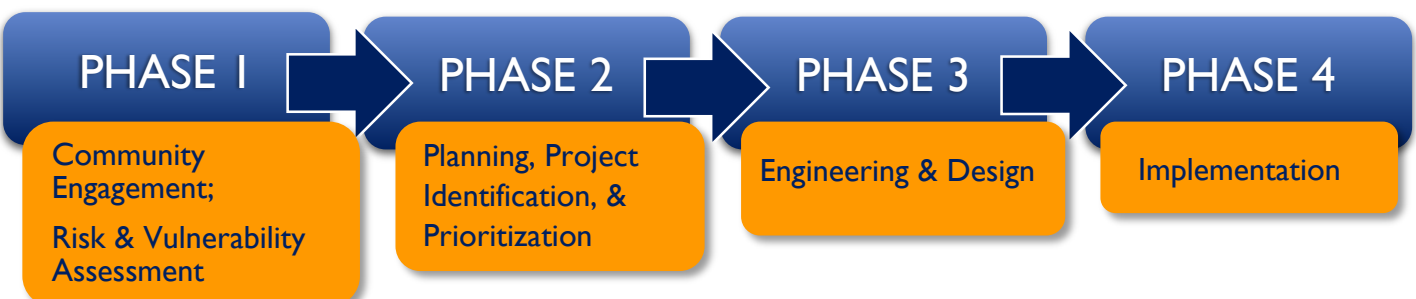 PHASE 1
Community
Engagement;
Risk & Vulnerability
Assessment
PHASE 2
Planning, Project
Identification, &
Prioritization
PHASE 3
Engineering & Design
PHASE 4
Implementation